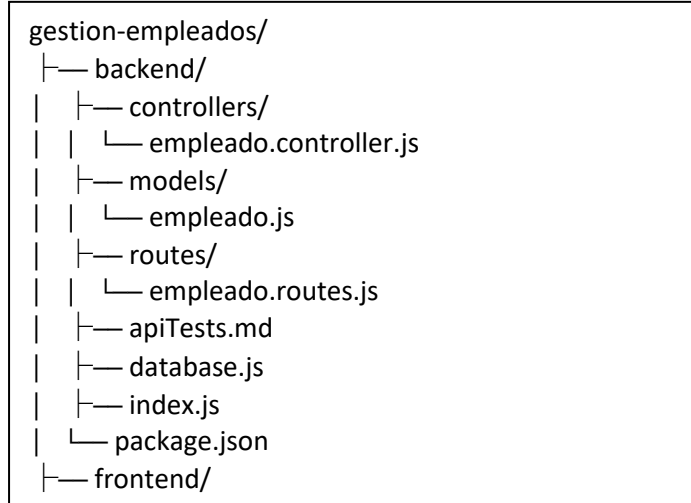 gestion-empleados/
├── backend/
│ ├── controllers/
│ │ └── empleado.controller.js
│ ├── models/
│ │ └── empleado.js
│ ├── routes/
│ │ └── empleado.routes.js
│ ├── apiTests.md
│ ├── database.js
│ ├── index.js
│ └── package.json
├── frontend/